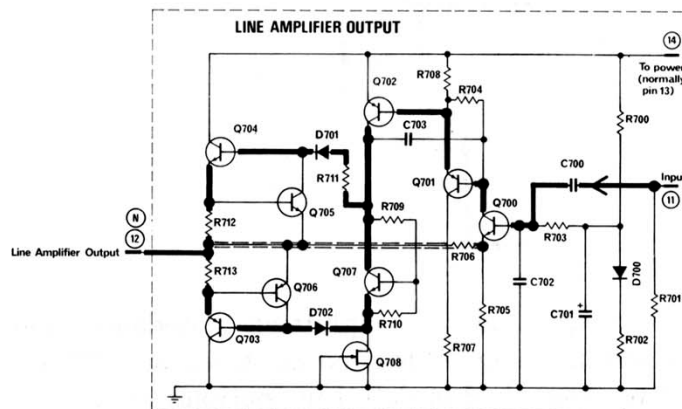 LINE AMPLIFIER OUTPUT
14
To power
(normally
pin 13)
Q702
R708
R704
R700
Q704
D701
C703
C700
R711
Q701
Q700
Input
11
Q705
R709
N
12
R712
R703
Line Amplifier Output
R706
R713
Q707
Q706
D702
R710
C702
C701
+
D700
R701
R705
Q703
R707
R702
Q708